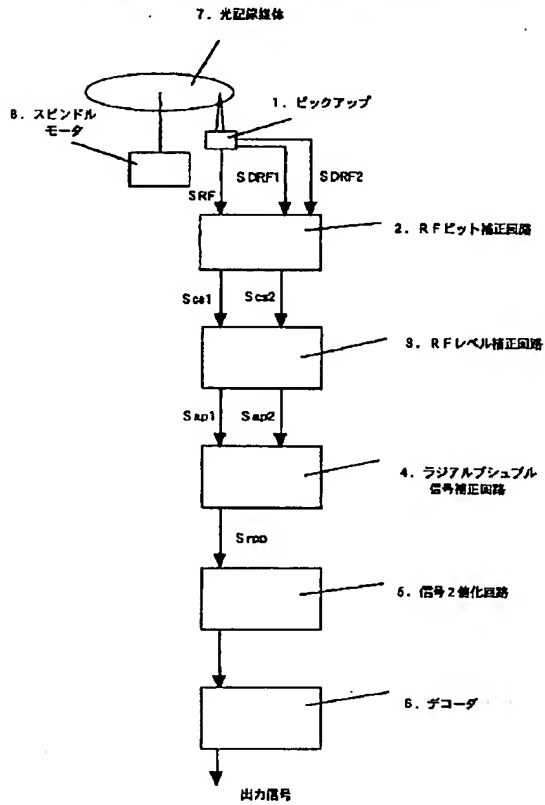 7. 光記録媒体
8. スピンドル
モータ
1. ピックアップ
SRF
SDRF1
SDRF2
2. RFピット補正回路
Scs1
Scs2
3. RFレベル補正回路
Sap1
Sap2
4. ラジアルプシュプル
信号補正回路
Srpp
5. 信号2値化回路
6. デコーダ
出力信号